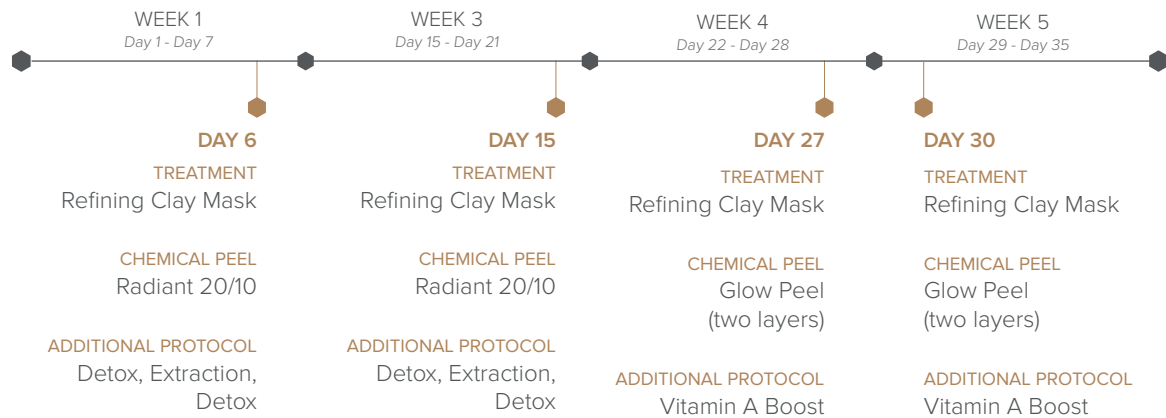 WEEK 1
Day 1 - Day 7
WEEK 3
Day 15 - Day 21
WEEK 4
Day 22 - Day 28
WEEK 5
Day 29 - Day 35
DAY 6
TREATMENT
Refining Clay Mask
CHEMICAL PEEL
Radiant 20/10
ADDITIONAL PROTOCOL
Detox, Extraction,
Detox
DAY 15
TREATMENT
Refining Clay Mask
CHEMICAL PEEL
Radiant 20/10
ADDITIONAL PROTOCOL
Detox, Extraction,
Detox
DAY 27
TREATMENT
Refining Clay Mask
CHEMICAL PEEL
Glow Peel
(two layers)
ADDITIONAL PROTOCOL
Vitamin A Boost
DAY 30
TREATMENT
Refining Clay Mask
CHEMICAL PEEL
Glow Peel
(two layers)
ADDITIONAL PROTOCOL
Vitamin A Boost